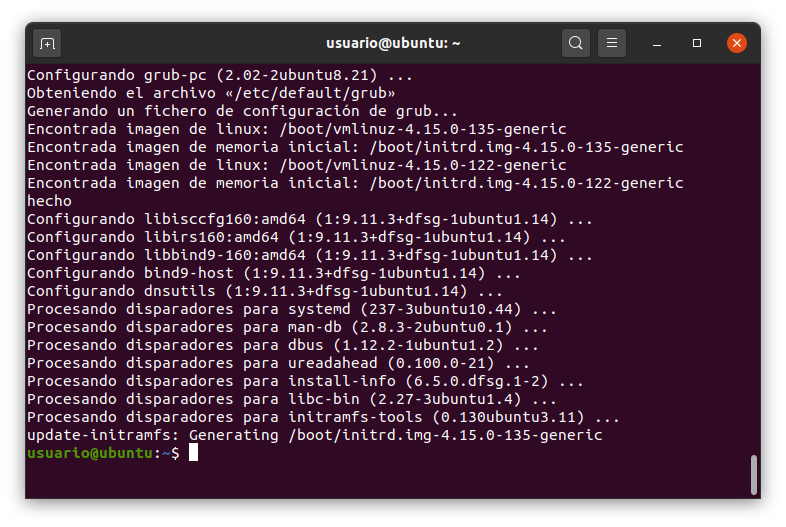 usuario@ubuntu: ~
Configurando grub-pc (2.02-2ubuntu8.21) ...
Obteniendo el archivo «/etc/default/grub»
Generando un fichero de configuración de grub...
Encontrada imagen de linux: /boot/vmlinuz-4.15.0-135-generic
Encontrada imagen de memoria inicial: /boot/initrd.img-4.15.0-135-generic
Encontrada imagen de linux: /boot/vmlinuz-4.15.0-122-generic
Encontrada imagen de memoria inicial: /boot/initrd.img-4.15.0-122-generic
hecho
Configurando libisccfg160:amd64 (1:9.11.3+dfsg-1ubuntu1.14) ...
Configurando libirs160:amd64 (1:9.11.3+dfsg-1ubuntu1.14) ...
Configurando libbind9-160:amd64 (1:9.11.3+dfsg-1ubuntu1.14) ...
Configurando bind9-host (1:9.11.3+dfsg-1ubuntu1.14) ...
Configurando dnsutils (1:9.11.3+dfsg-1ubuntu1.14) ...
Procesando disparadores para systemd (237-3ubuntu10.44) ...
Procesando disparadores para man-db (2.8.3-2ubuntu0.1) ...
Procesando disparadores para dbus (1.12.2-1ubuntu1.2) ...
Procesando disparadores para ureadahead (0.100.0-21) ...
Procesando disparadores para install-info (6.5.0.dfsg.1-2) ...
Procesando disparadores para libc-bin (2.27-3ubuntu1.4) ...
Procesando disparadores para initramfs-tools (0.130ubuntu3.11) ...
update-initramfs: Generating /boot/initrd.img-4.15.0-135-generic
usuario@ubuntu:~$